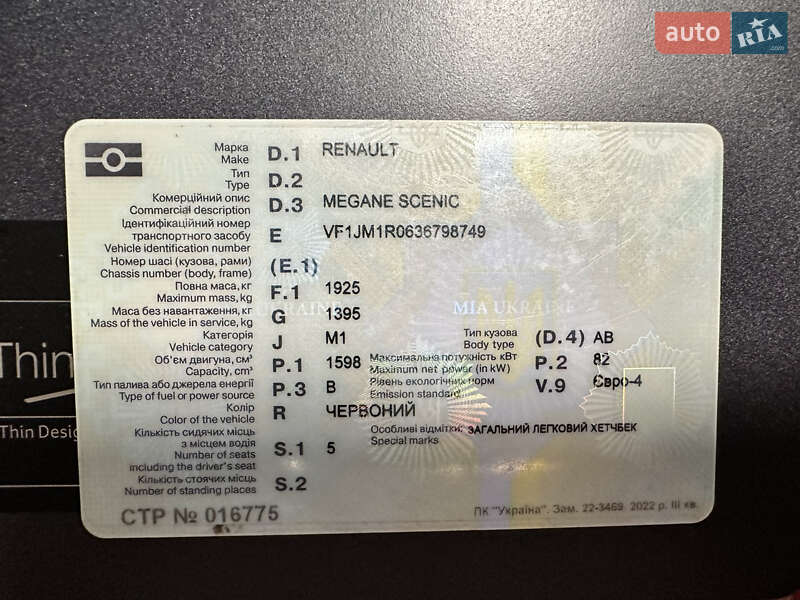 auto RIA
.com
Марка D.1 RENAULT
Make
Тип D.2
Type
Комерційний опис D.3 MEGANE SCENIC
Commercial description
Ідентифікаційний номер
транспортного засобу E VF1JM1R0636798749
Vehicle identification number
Номер шасі (кузова, рами) (E.1)
Chassis number (body, frame)
Повна маса, кг F.1 1925
Maximum mass, kg
MIA UKRAINE
Маса без навантаження, кг G 1395
Mass of the vehicle in service, kg
Категорія J M1 Тип кузова (D.4) AB
Vehicle category Body type
Об'єм двигуна, см³ P.1 1598 Максимальна потужність кВт P.2 82
Capacity, cm³ Maximum net power (in kW)
Тип палива або джерела енергії P.3 B Рівень екологічних норм V.9 Євро-4
Type of fuel or power source Emission standard
Колір R ЧЕРВОНИЙ
Color of the vehicle
Особливі відмітки: ЗАГАЛЬНИЙ ЛЕГКОВИЙ ХЕТЧБЕК
Special marks
Кількість сидячих місць
з місцем водія S.1 5
Number of seats
including the driver's seat
Кількість стоячих місць S.2
Number of standing places
СТР № 016775
ПК "Україна". Зам. 22-3469. 2022 р. III кв.
Thin
Thin Desig